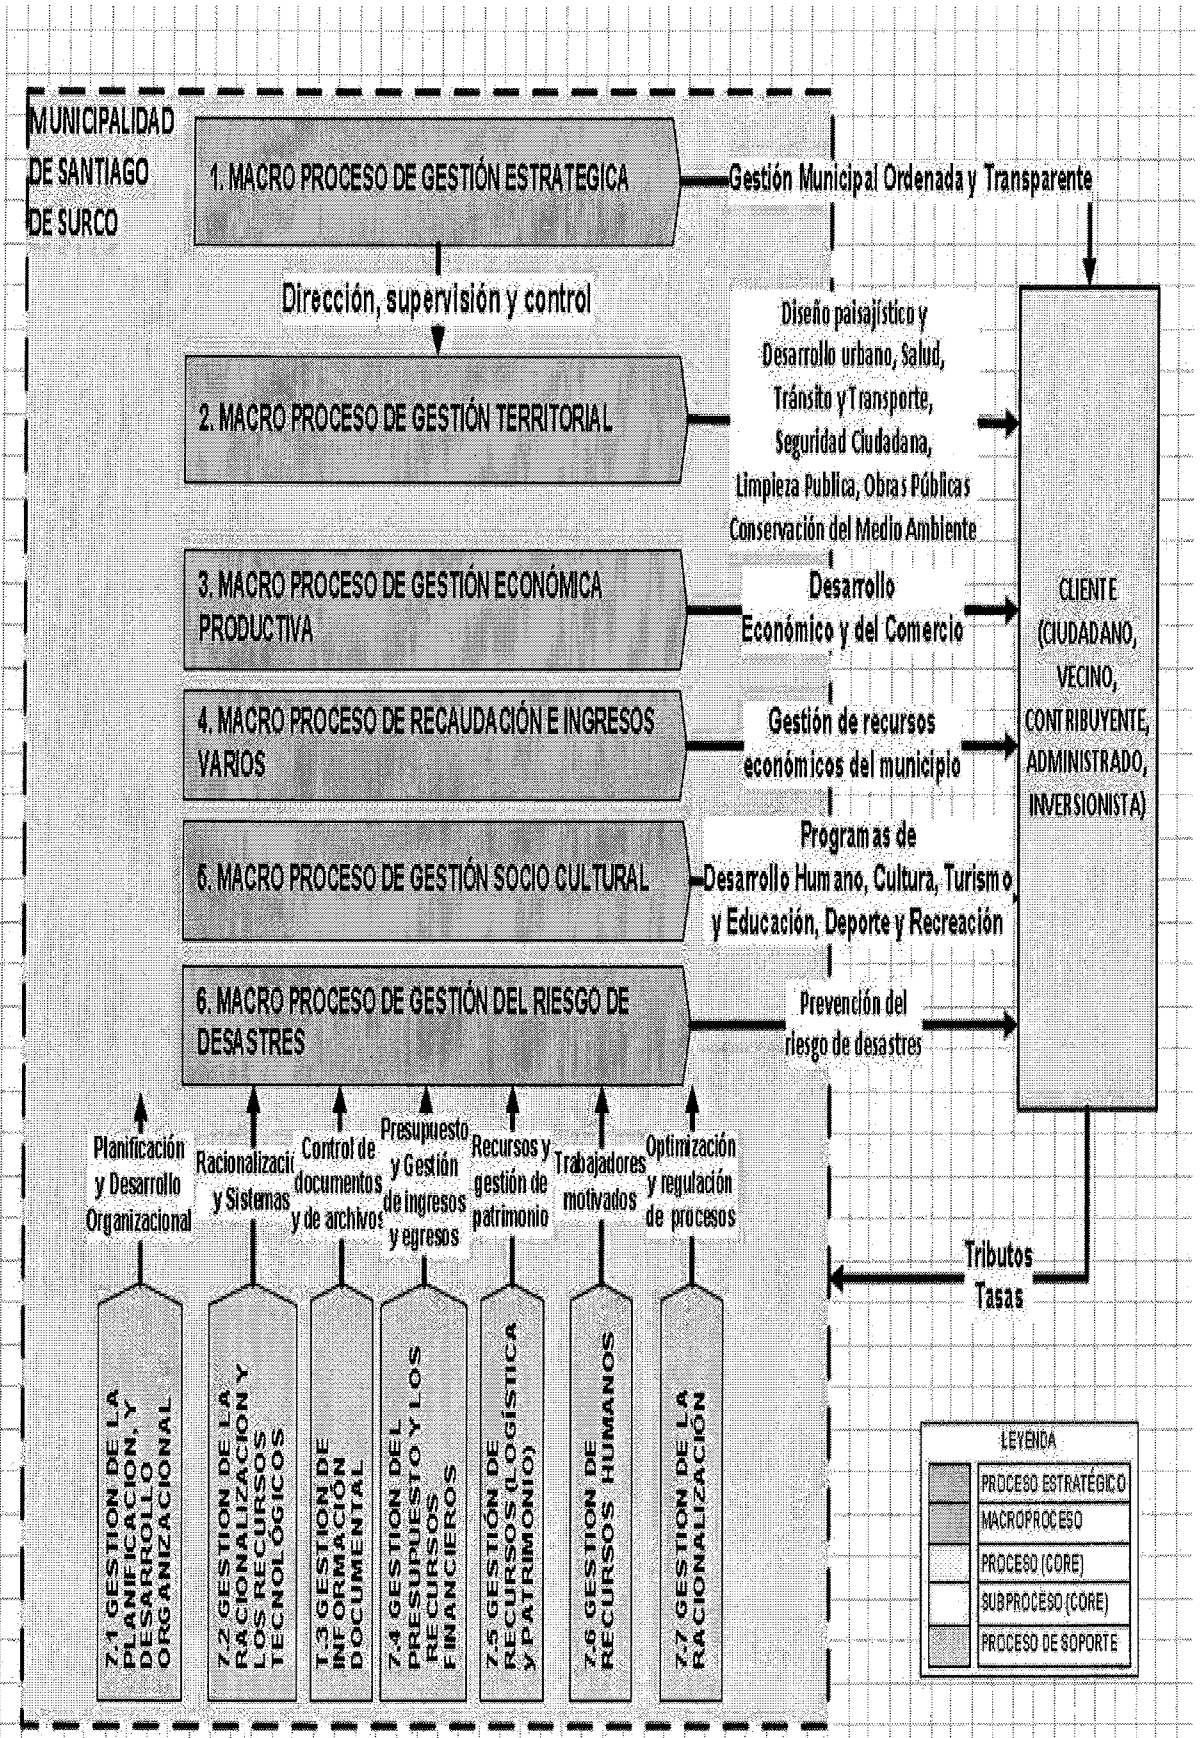 MUNICIPALIDAD
DE SANTIAGO
DE SURCO
1. MACRO PROCESO DE GESTIÓN ESTRATEGICA
Gestión Municipal Ordenada y Transparente
Dirección, supervisión y control
2. MACRO PROCESO DE GESTIÓN TERRITORIAL
Diseño paisajístico y
Desarrollo urbano, Salud,
Tránsito y Transporte,
Seguridad Ciudadana,
Limpieza Publica, Obras Públicas
Conservación del Medio Ambiente
3. MACRO PROCESO DE GESTIÓN ECONÓMICA
PRODUCTIVA
Desarrollo
Económico y del Comercio
4. MACRO PROCESO DE RECAUDACIÓN E INGRESOS
VARIOS
Gestión de recursos
económicos del municipio
5. MACRO PROCESO DE GESTIÓN SOCIO CULTURAL
Programas de
Desarrollo Humano, Cultura, Turismo
y Educación, Deporte y Recreación
6. MACRO PROCESO DE GESTIÓN DEL RIESGO DE
DESASTRES
Prevención del
riesgo de desastres
CLIENTE
(CIUDADANO,
VECINO,
CONTRIBUYENTE,
ADMINISTRADO,
INVERSIONISTA)
Planificación
y Desarrollo
Organizacional
Racionalizacic
y Sistemas
Control de
documentos
y de archivos
Presupuesto
y Gestión
de ingresos
y egresos
Recursos y
gestión de
patrimonio
Trabajadores
motivados
Optimización
y regulación
de procesos
Tributos
Tasas
7.1 GESTION DE LA
PLANIFICACION, Y
DESARROLLO
ORGANIZACIONAL
7.2 GESTION DE LA
RACIONALIZACION Y
LOS RECURSOS
TECNOLÓGICOS
7.3 GESTION DE
INFORMACIÓN
DOCUMENTAL
7.4 GESTION DEL
PRESUPUESTO Y LOS
RECURSOS
FINANCIEROS
7.5 GESTIÓN DE
RECURSOS (LOGÍSTICA
y PATRIMONIO)
7.6 GESTION DE
RECURSOS HUMANOS
7.7 GESTION DE LA
RACIONALIZACIÓN
LEYENDA
PROCESO ESTRATÉGICO
MACROPROCESO
PROCESO (CORE)
SUBPROCESO (CORE)
PROCESO DE SOPORTE